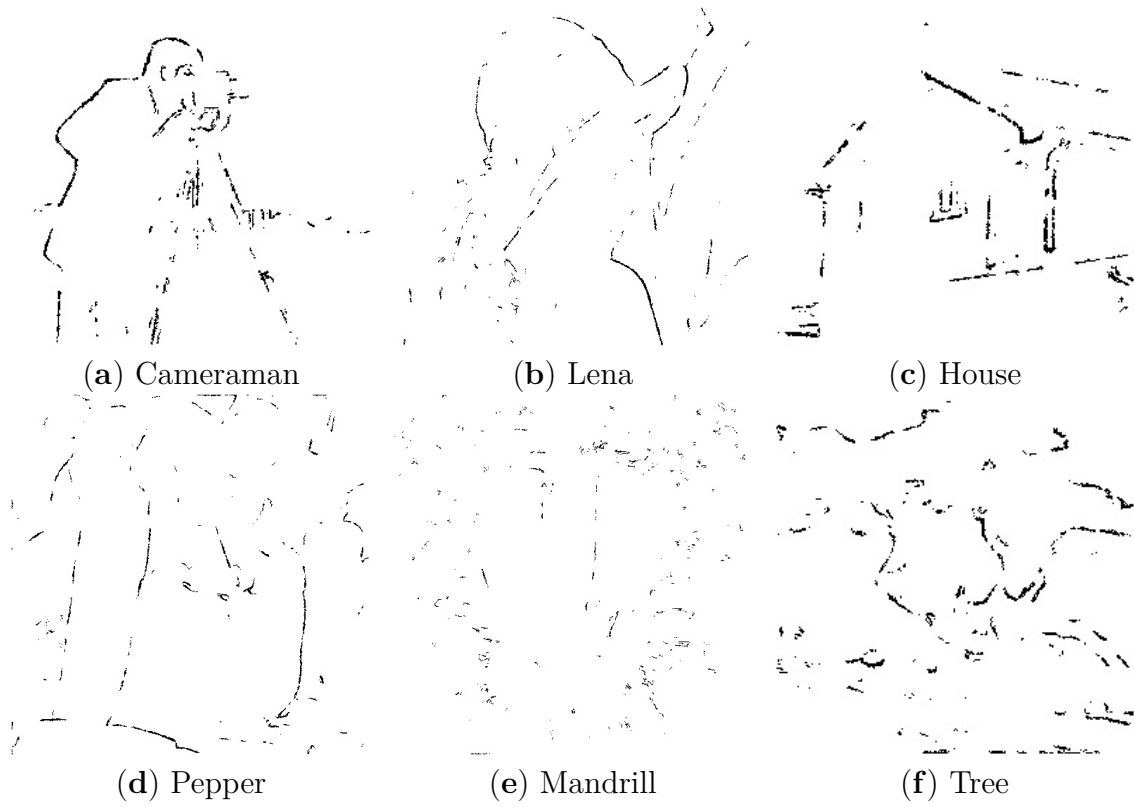 (a) Cameraman
(b) Lena
(c) House
(d) Pepper
(e) Mandrill
(f) Tree